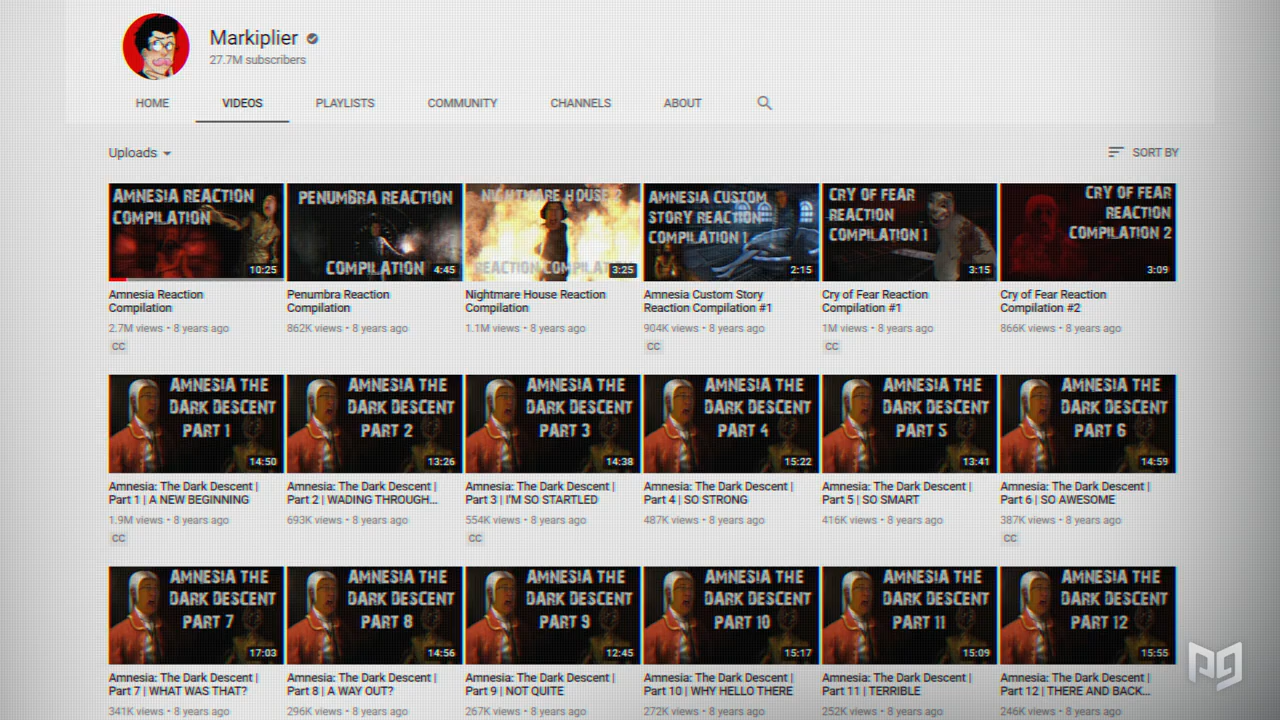 Markiplier
27.7M subscribers
HOME VIDEOS PLAYLISTS COMMUNITY CHANNELS ABOUT
Uploads SORT BY
AMNESIA REACTION
COMPILATION
10:25
PENUMBRA REACTION
COMPILATION 4:45
NIGHTMARE HOUSE 2
REACTION COMPILATION 3:25
AMNESIA CUSTOM
STORY REACTION
COMPILATION 1
2:15
CRY OF FEAR
REACTION
COMPILATION 1
3:15
CRY OF FEAR
REACTION
COMPILATION 2
3:09
Amnesia Reaction
Compilation
2.7M views • 8 years ago
CC
Penumbra Reaction
Compilation
862K views • 8 years ago
Nightmare House Reaction
Compilation
1.1M views • 8 years ago
Amnesia Custom Story
Reaction Compilation #1
904K views • 8 years ago
CC
Cry of Fear Reaction
Compilation #1
1M views • 8 years ago
CC
Cry of Fear Reaction
Compilation #2
866K views • 8 years ago
AMNESIA THE
DARK DESCENT
PART 1
14:50
AMNESIA THE
DARK DESCENT
PART 2
13:26
AMNESIA THE
DARK DESCENT
PART 3
14:38
AMNESIA THE
DARK DESCENT
PART 4
15:22
AMNESIA THE
DARK DESCENT
PART 5
13:41
AMNESIA THE
DARK DESCENT
PART 6
14:59
Amnesia: The Dark Descent |
Part 1 | A NEW BEGINNING
1.9M views • 8 years ago
CC
Amnesia: The Dark Descent |
Part 2 | WADING THROUGH...
693K views • 8 years ago
Amnesia: The Dark Descent |
Part 3 | I'M SO STARTLED
554K views • 8 years ago
CC
Amnesia: The Dark Descent |
Part 4 | SO STRONG
487K views • 8 years ago
Amnesia: The Dark Descent |
Part 5 | SO SMART
416K views • 8 years ago
Amnesia: The Dark Descent |
Part 6 | SO AWESOME
387K views • 8 years ago
CC
AMNESIA THE
DARK DESCENT
PART 7
17:03
AMNESIA THE
DARK DESCENT
PART 8
14:56
AMNESIA THE
DARK DESCENT
PART 9
12:45
AMNESIA THE
DARK DESCENT
PART 10
15:17
AMNESIA THE
DARK DESCENT
PART 11
15:09
AMNESIA THE
DARK DESCENT
PART 12
15:55
Amnesia: The Dark Descent |
Part 7 | WHAT WAS THAT?
341K views • 8 years ago
Amnesia: The Dark Descent |
Part 8 | A WAY OUT?
296K views • 8 years ago
Amnesia: The Dark Descent |
Part 9 | NOT QUITE
267K views • 8 years ago
Amnesia: The Dark Descent |
Part 10 | WHY HELLO THERE
272K views • 8 years ago
Amnesia: The Dark Descent |
Part 11 | TERRIBLE
252K views • 8 years ago
Amnesia: The Dark Descent |
Part 12 | THERE AND BACK...
246K views • 8 years ago
PG